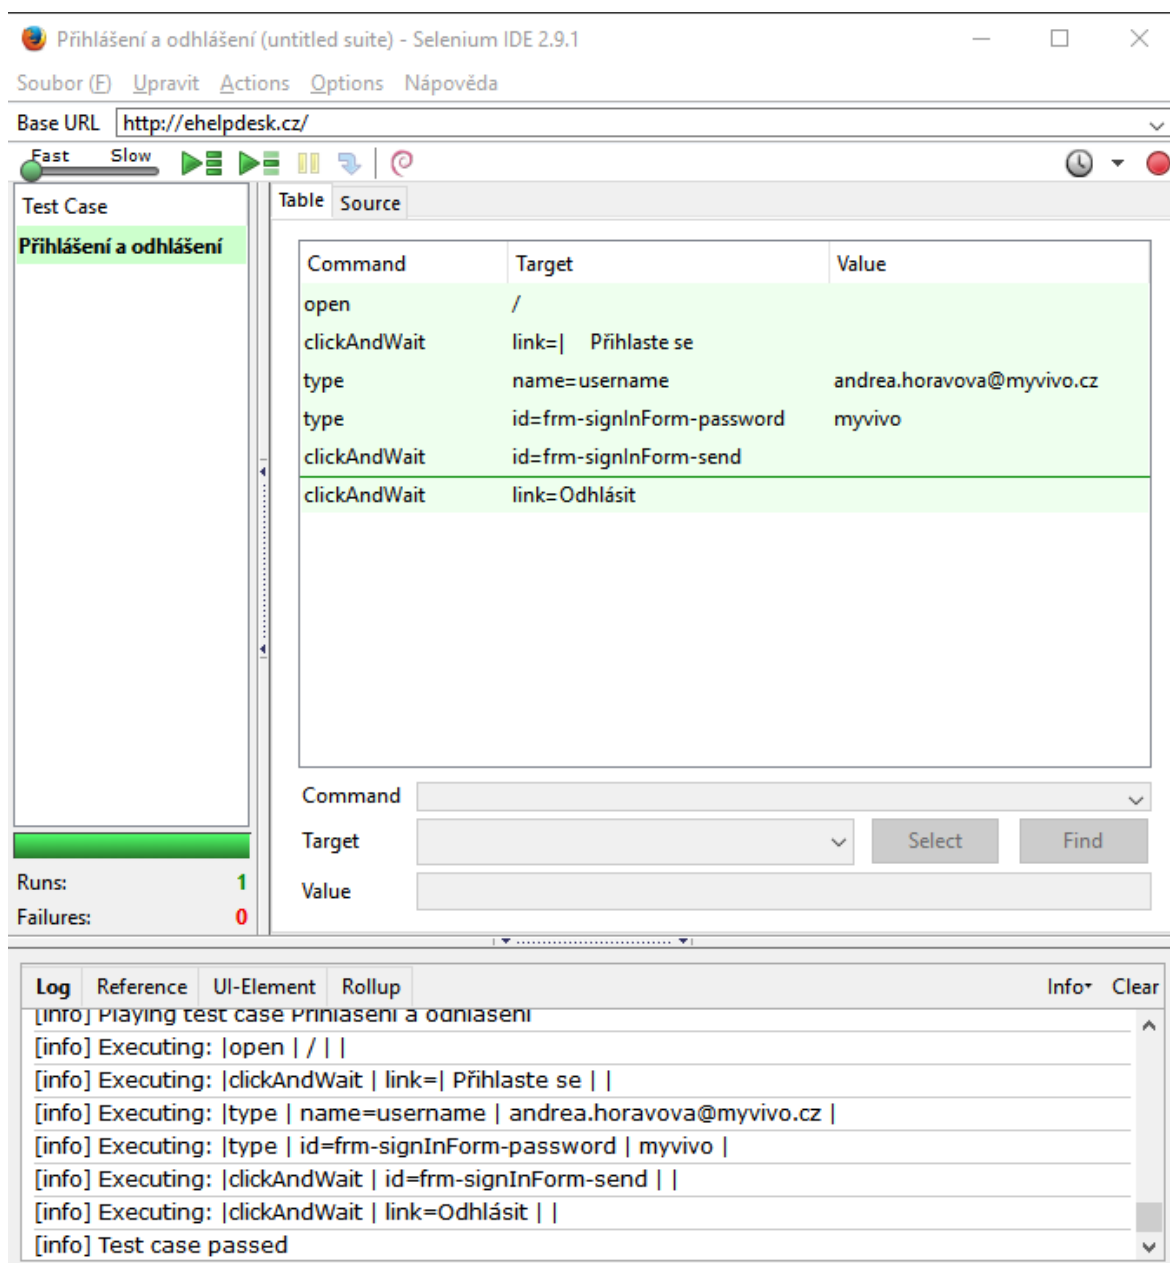 Přihlášení a odhlášení (untitled suite) - Selenium IDE 2.9.1
Soubor (F) Upravit Actions Options Nápověda
Base URL http://ehelpdesk.cz/
Fast Slow
Test Case
Přihlášení a odhlášení
Table Source
Command Target Value
open /
clickAndWait link=| Přihlaste se
type name=username andrea.horavova@myvivo.cz
type id=frm-signInForm-password myvivo
clickAndWait id=frm-signInForm-send
clickAndWait link=Odhlásit
Command
Target Select Find
Value
Runs: 1
Failures: 0
Log Reference UI-Element Rollup Info Clear
[info] Playing test case Přihlášení a odhlášení
[info] Executing: |open | / | |
[info] Executing: |clickAndWait | link=| Přihlaste se | |
[info] Executing: |type | name=username | andrea.horavova@myvivo.cz |
[info] Executing: |type | id=frm-signInForm-password | myvivo |
[info] Executing: |clickAndWait | id=frm-signInForm-send | |
[info] Executing: |clickAndWait | link=Odhlásit | |
[info] Test case passed